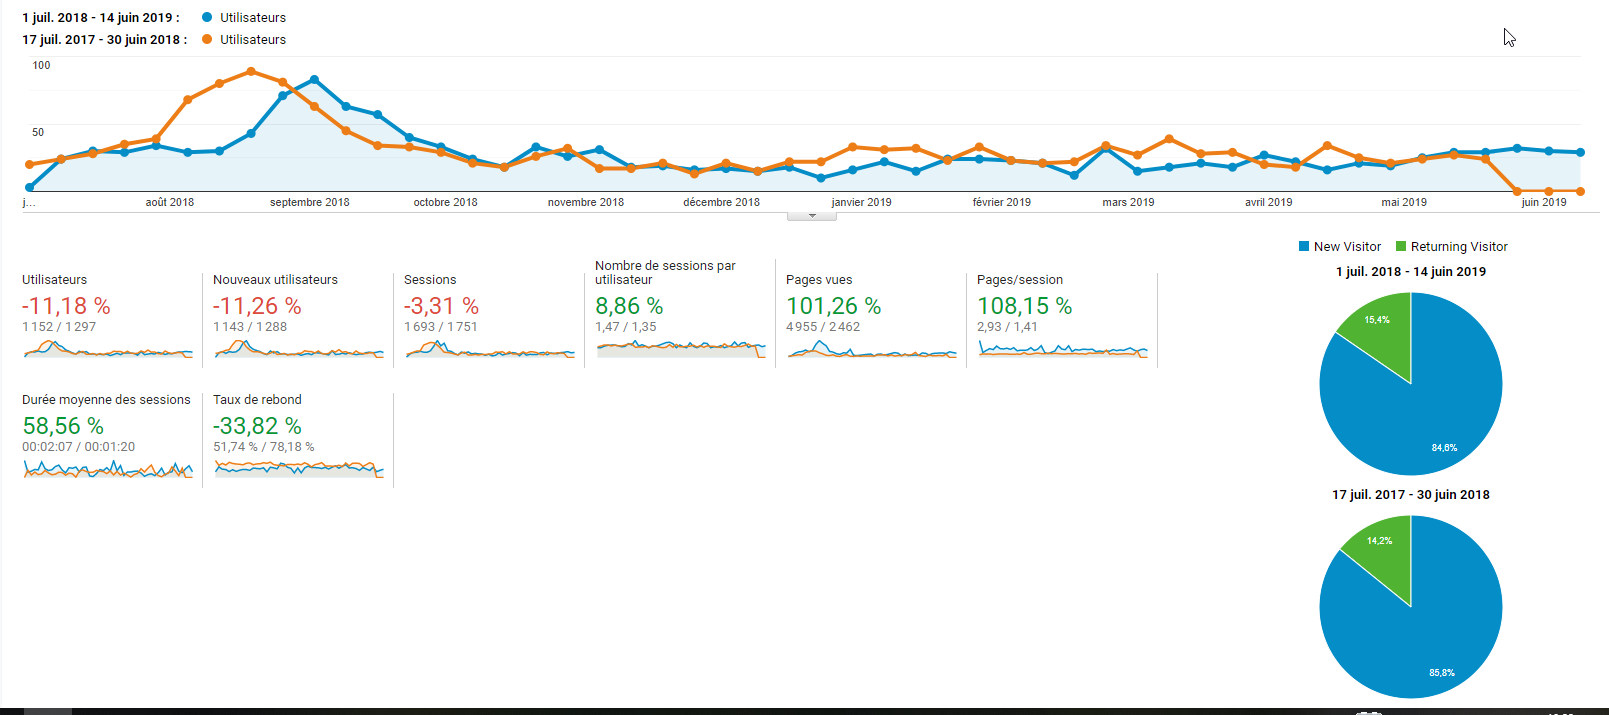 1 juil. 2018 - 14 juin 2019 : Utilisateurs
17 juil. 2017 - 30 juin 2018 : Utilisateurs
100
50
j... août 2018 septembre 2018 octobre 2018 novembre 2018 décembre 2018 janvier 2019 février 2019 mars 2019 avril 2019 mai 2019 juin 2019
Utilisateurs
-11,18 %
1 152 / 1 297
Nouveaux utilisateurs
-11,26 %
1 143 / 1 288
Sessions
-3,31 %
1 693 / 1 751
Nombre de sessions par
utilisateur
8,86 %
1,47 / 1,35
Pages vues
101,26 %
4 955 / 2 462
Pages/session
108,15 %
2,93 / 1,41
Durée moyenne des sessions
58,56 %
00:02:07 / 00:01:20
Taux de rebond
-33,82 %
51,74 % / 78,18 %
New Visitor Returning Visitor
1 juil. 2018 - 14 juin 2019
15,4%
84,6%
17 juil. 2017 - 30 juin 2018
14,2%
85,8%